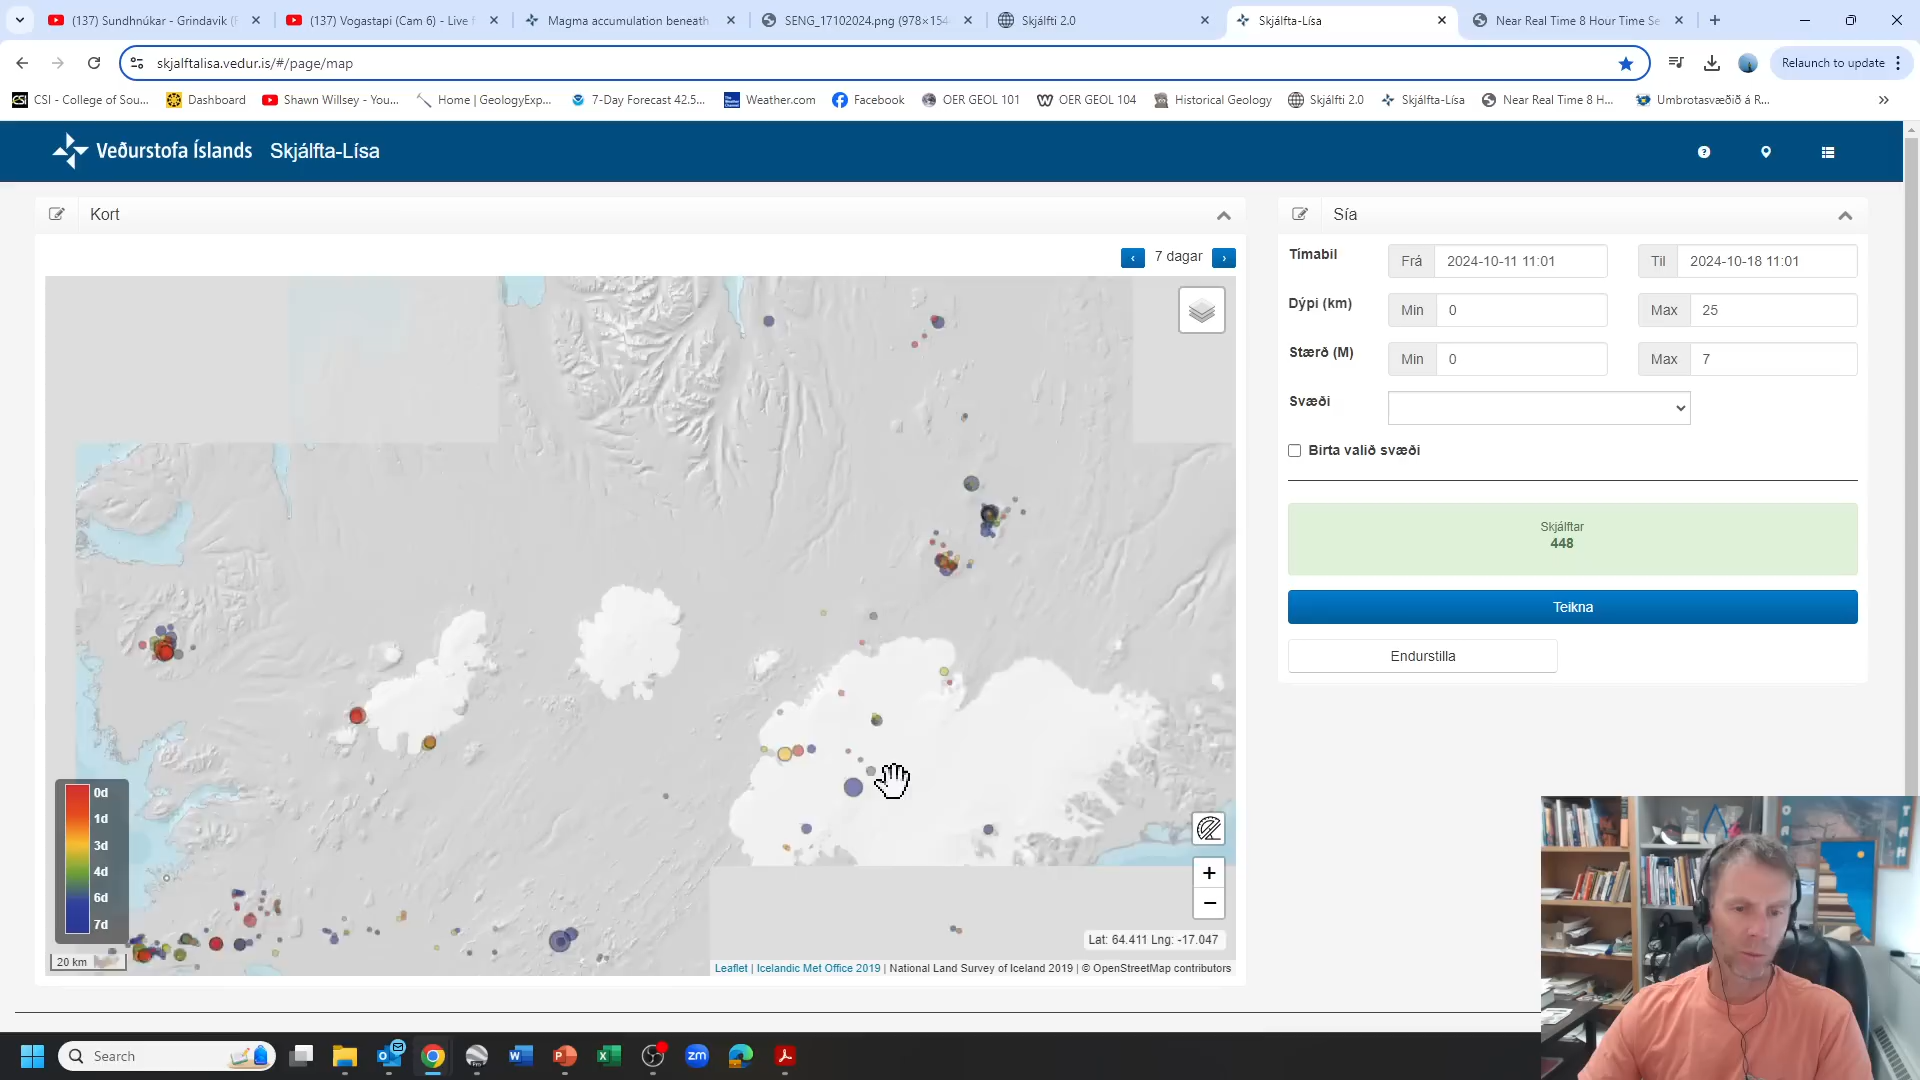 (137) Sundhnúkar - Grindavík (F
(137) Vogastapi (Cam 6) - Live f
Magma accumulation beneath
SENG_17102024.png (978×154
Skjálfti 2.0
Skjálfta-Lísa
Near Real Time 8 Hour Time Se
skjalftalisa.vedur.is/#/page/map
Relaunch to update
CSI - College of Sou...
Dashboard
Shawn Willsey - You...
Home | GeologyExp...
7-Day Forecast 42.5...
Weather.com
Facebook
OER GEOL 101
OER GEOL 104
Historical Geology
Skjálfti 2.0
Skjálfta-Lísa
Near Real Time 8 H...
Umbrotasvæðið á R...
Veðurstofa Íslands
Skjálfta-Lísa
Kort
7 dagar
0d
1d
3d
4d
6d
7d
20 km
Lat: 64.411 Lng: -17.047
Leaflet | Icelandic Met Office 2019 | National Land Survey of Iceland 2019 | © OpenStreetMap contributors
Sía
Tímabil
Frá
2024-10-11 11:01
Til
2024-10-18 11:01
Dýpi (km)
Min
0
Max
25
Stærð (M)
Min
0
Max
7
Svæði
Birta valið svæði
Skjálftar
448
Teikna
Endurstilla
Search